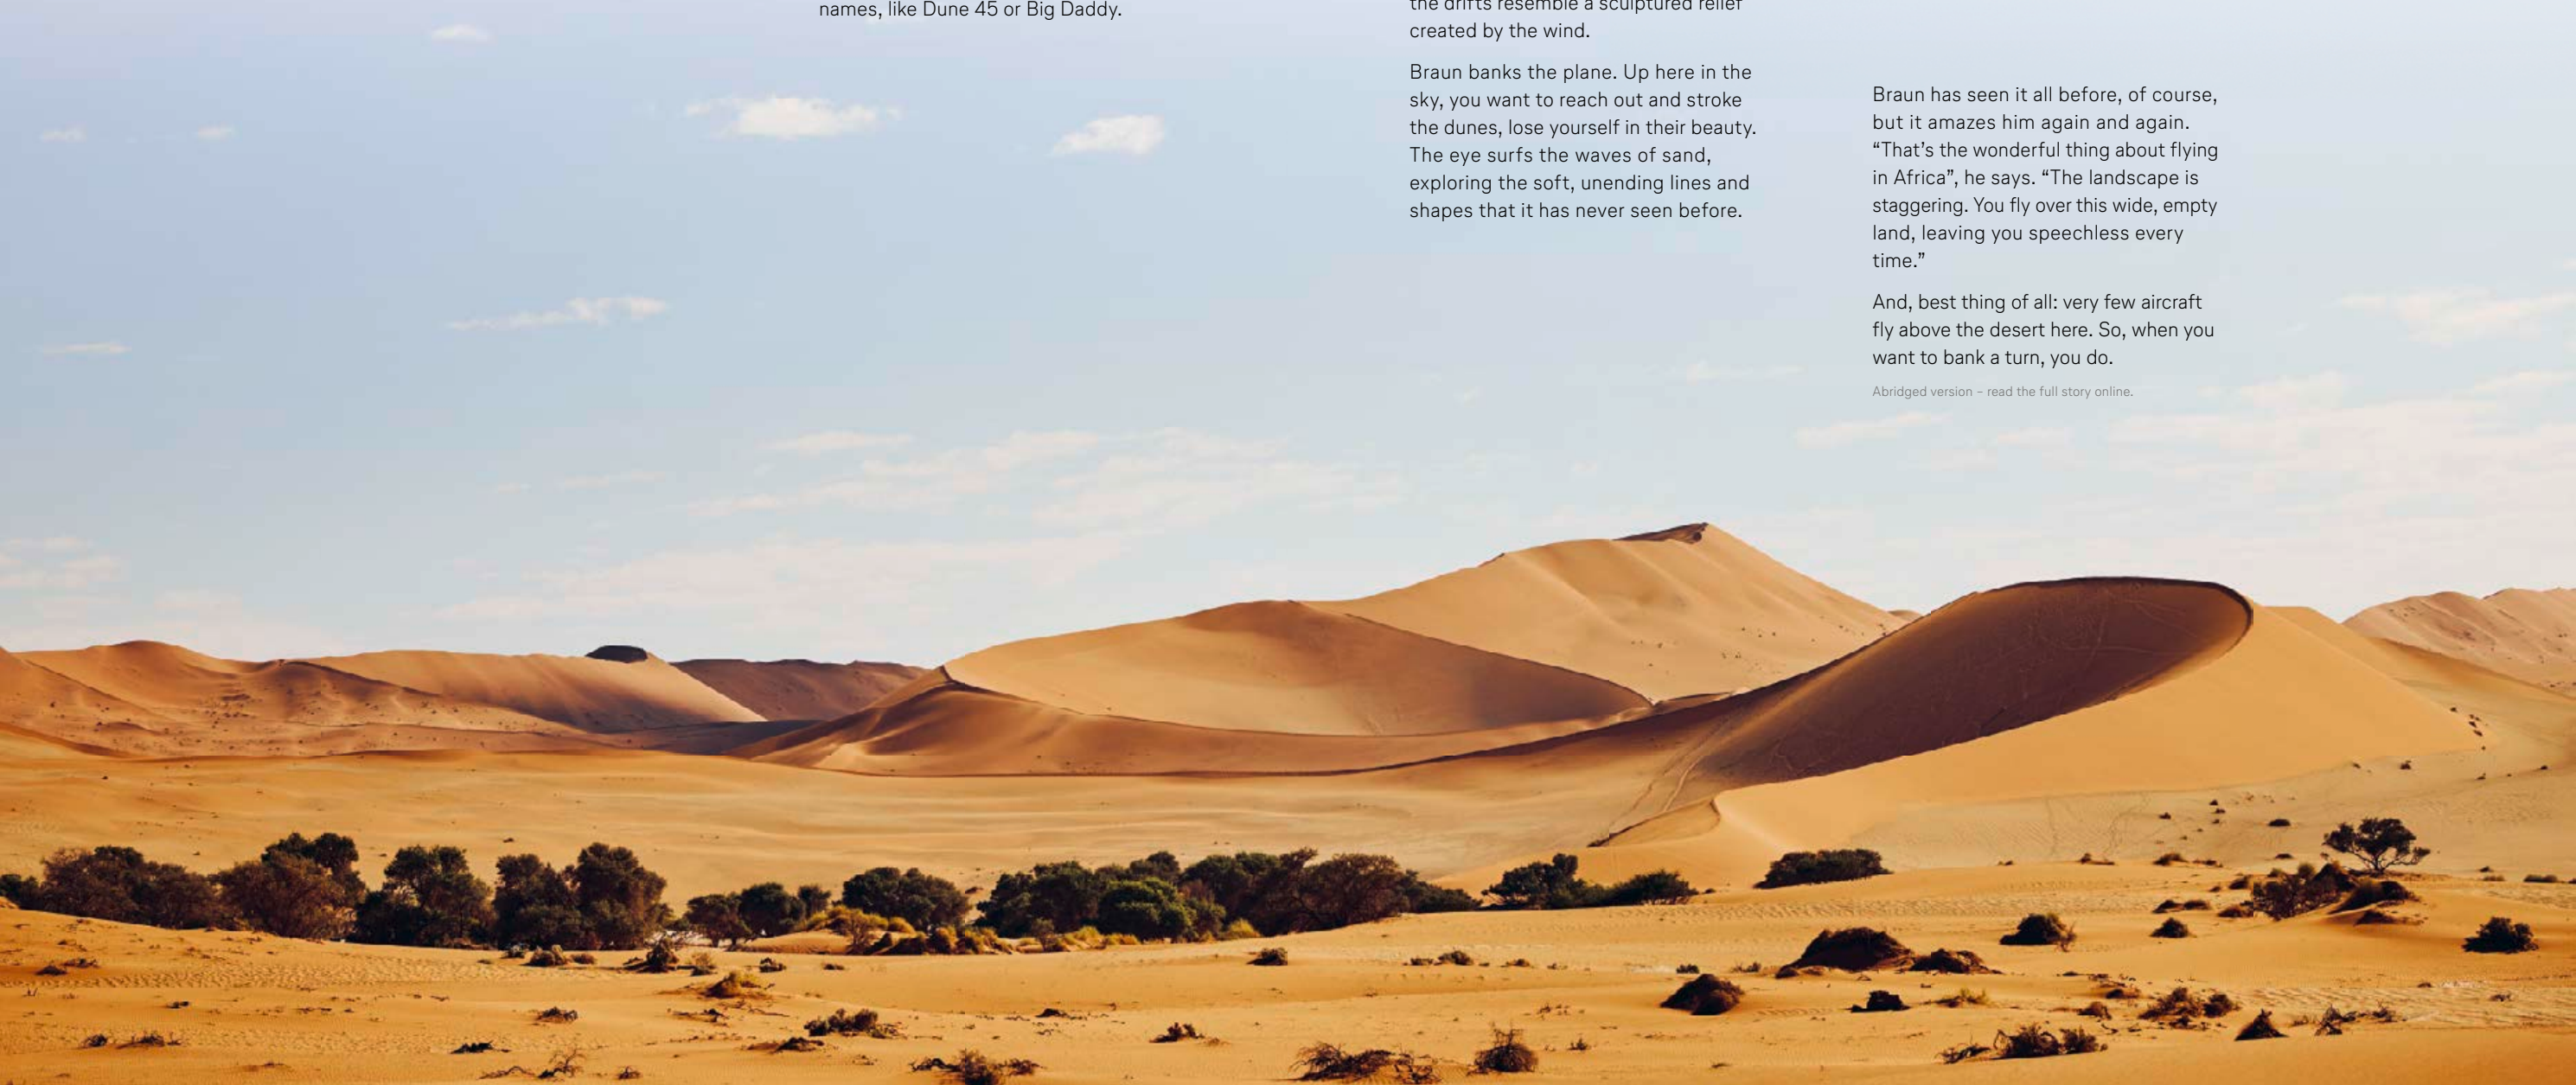 names, like Dune 45 or Big Daddy.
the drifts resemble a sculptured relief
created by the wind.
Braun banks the plane. Up here in the
sky, you want to reach out and stroke
the dunes, lose yourself in their beauty.
The eye surfs the waves of sand,
exploring the soft, unending lines and
shapes that it has never seen before.
Braun has seen it all before, of course,
but it amazes him again and again.
“That’s the wonderful thing about flying
in Africa”, he says. “The landscape is
staggering. You fly over this wide, empty
land, leaving you speechless every
time.”
And, best thing of all: very few aircraft
fly above the desert here. So, when you
want to bank a turn, you do.
Abridged version – read the full story online.